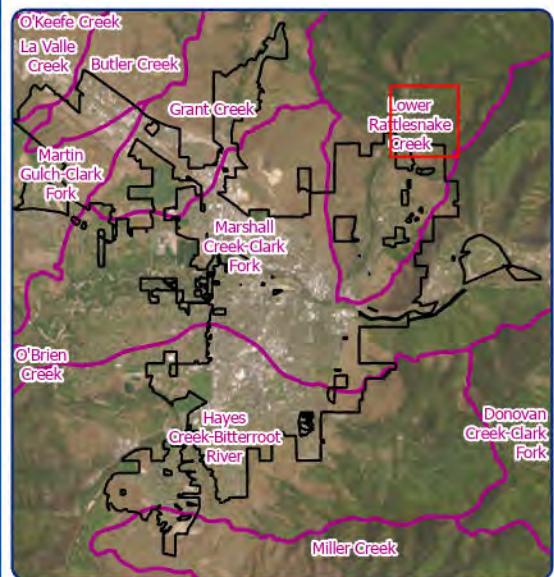 O'Keefe Creek
La Valle
Creek
Butler Creek
Grant Creek
Lower
Rattlesnake
Creek
Martin
Gulch-Clark
Fork
Marshall
Creek-Clark
Fork
O'Brien
Creek
Hayes
Creek-Bitterroot
River
Donovan
Creek-Clark
Fork
Miller Creek